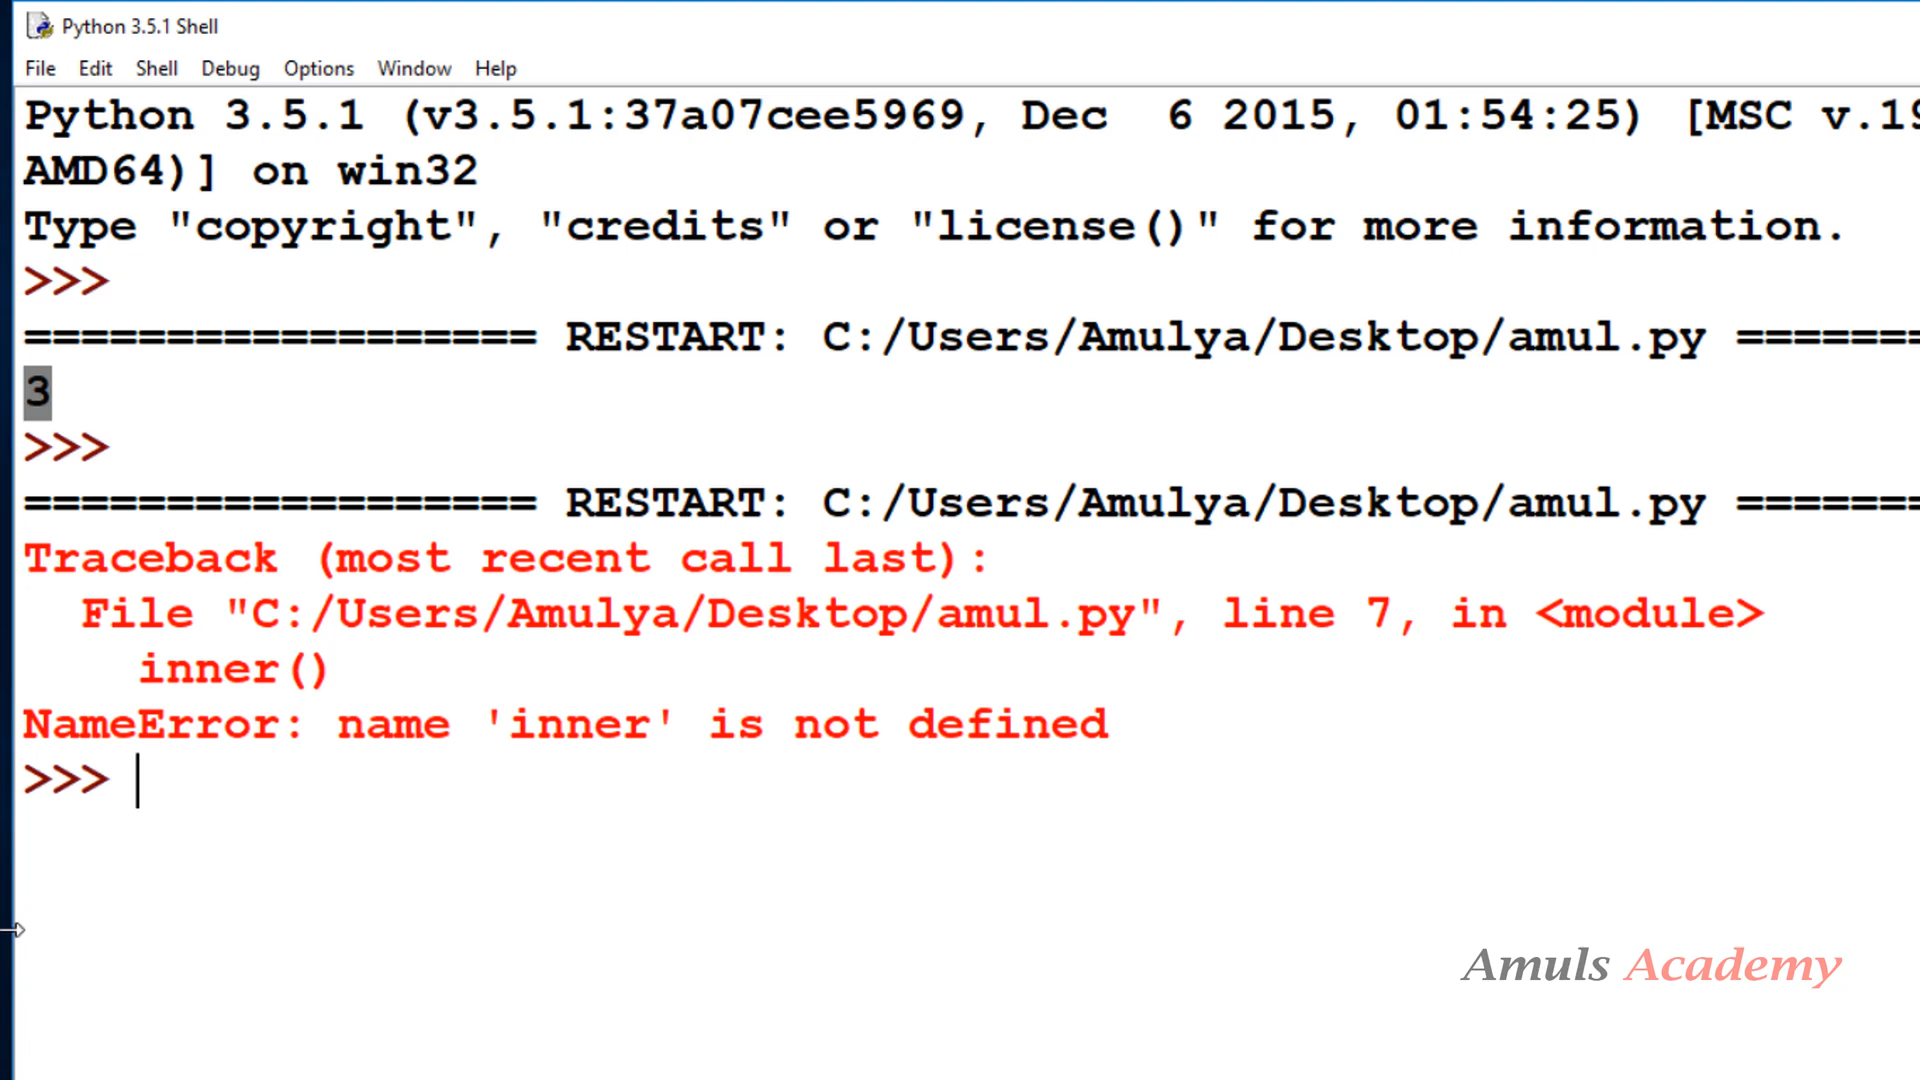 Python 3.5.1 Shell
File Edit Shell Debug Options Window Help
Python 3.5.1 (v3.5.1:37a07cee5969, Dec  6 2015, 01:54:25) [MSC v.19
AMD64)] on win32
Type "copyright", "credits" or "license()" for more information.
>>>
================== RESTART: C:/Users/Amulya/Desktop/amul.py =======
3
>>>
================== RESTART: C:/Users/Amulya/Desktop/amul.py =======
Traceback (most recent call last):
  File "C:/Users/Amulya/Desktop/amul.py", line 7, in <module>
    inner()
NameError: name 'inner' is not defined
>>>
Amuls Academy